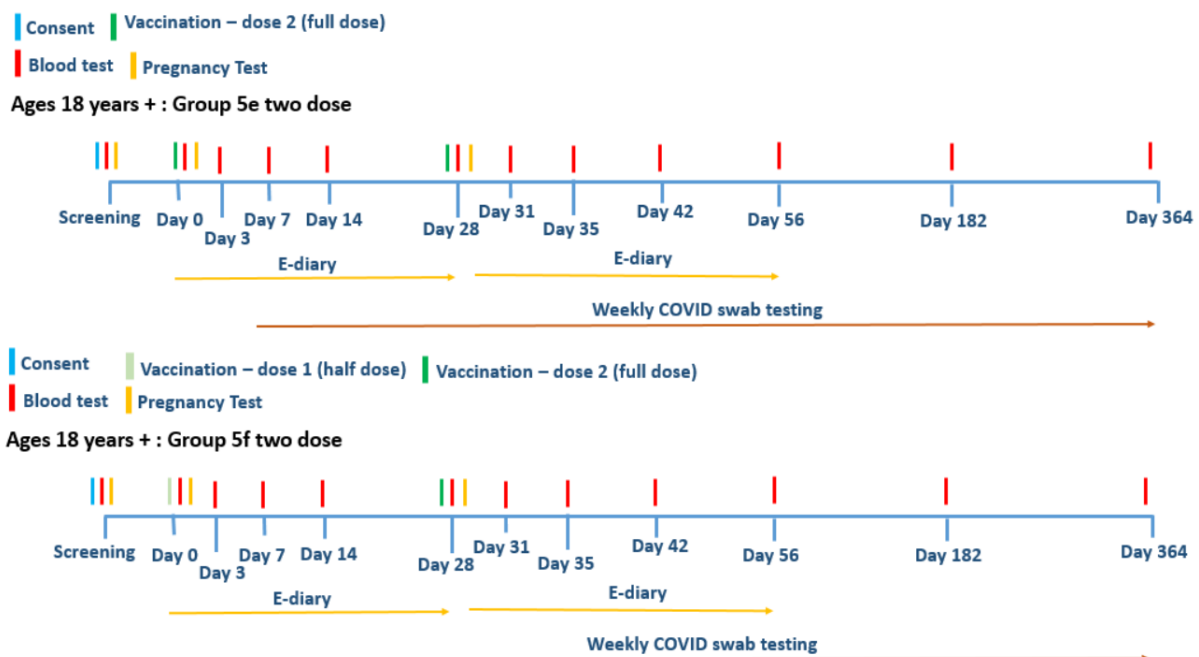 Consent Vaccination – dose 2 (full dose)
Blood test Pregnancy Test
Ages 18 years + : Group 5e two dose
Screening Day 0 Day 3 Day 7 Day 14 Day 28 Day 31 Day 35 Day 42 Day 56 Day 182 Day 364
E-diary E-diary
Weekly COVID swab testing
Consent Vaccination – dose 1 (half dose) Vaccination – dose 2 (full dose)
Blood test Pregnancy Test
Ages 18 years + : Group 5f two dose
Screening Day 0 Day 3 Day 7 Day 14 Day 28 Day 31 Day 35 Day 42 Day 56 Day 182 Day 364
E-diary E-diary
Weekly COVID swab testing